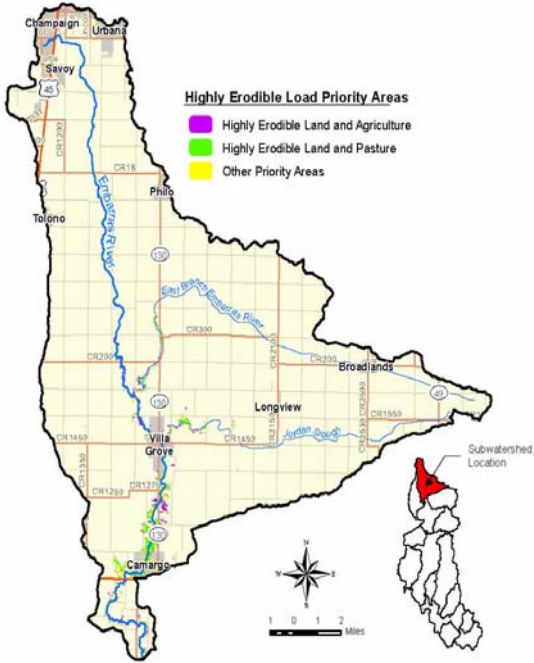 Champaign
Urbana
Savoy
45
Highly Erodible Load Priority Areas
Highly Erodible Land and Agriculture
Highly Erodible Land and Pasture
Other Priority Areas
CR1200
CR18
Philo
Tolono
Embarras River
130
East Branch Embarras River
CR300
CR2100
CR200
CR200
Broadlands
49
130
CR2500
Longview
CR1550
Villa
Grove
CR1450
CR1450
Jordan Slough
CR1350
CR1275
CR1250
130
Camargo
Subwatershed
Location
N
W
E
S
1 0 1 2
Miles